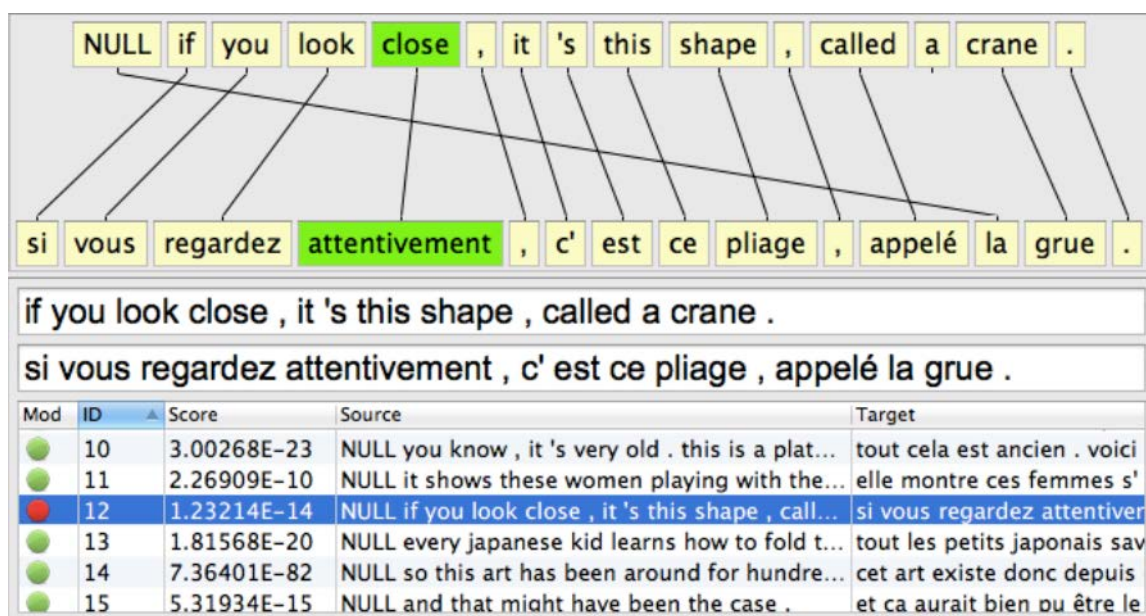 NULL if you look close , it 's this shape , called a crane .
si vous regardez attentivement , c' est ce pliage , appelé la grue .
if you look close , it 's this shape , called a crane .
si vous regardez attentivement , c' est ce pliage , appelé la grue .
Mod ID Score Source Target
10 3.00268E-23 NULL you know , it 's very old . this is a plat... tout cela est ancien . voici
11 2.26909E-10 NULL it shows these women playing with the... elle montre ces femmes s'
12 1.23214E-14 NULL if you look close , it 's this shape , call... si vous regardez attentiver
13 1.81568E-20 NULL every japanese kid learns how to fold t... tout les petits japonais sav
14 7.36401E-82 NULL so this art has been around for hundre... cet art existe donc depuis
15 5.31934E-15 NULL and that might have been the case . et ca aurait bien pu être le